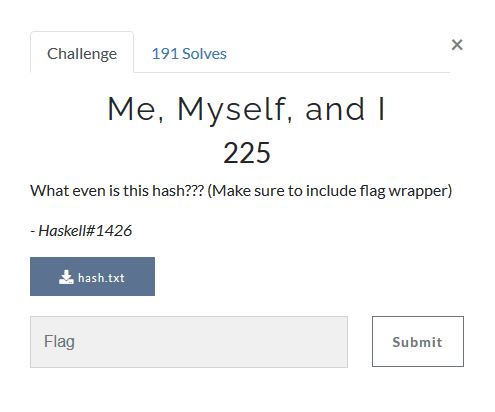 Challenge
191 Solves
×
Me, Myself, and I
225
What even is this hash??? (Make sure to include flag wrapper)
- Haskell#1426
hash.txt
Flag
Submit